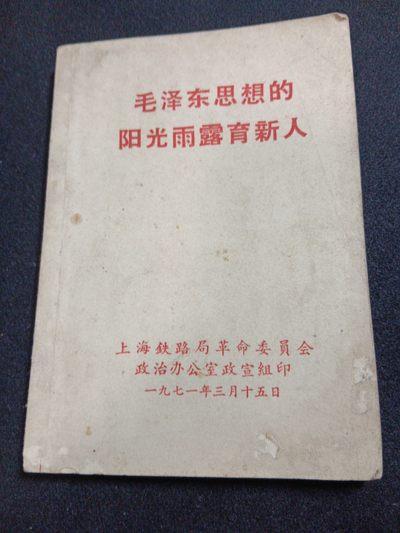 毛泽东思想的
阳光雨露育新人
上海鉄路局革命委員会
政治办公室政宣組印
一九七一年三月十五日